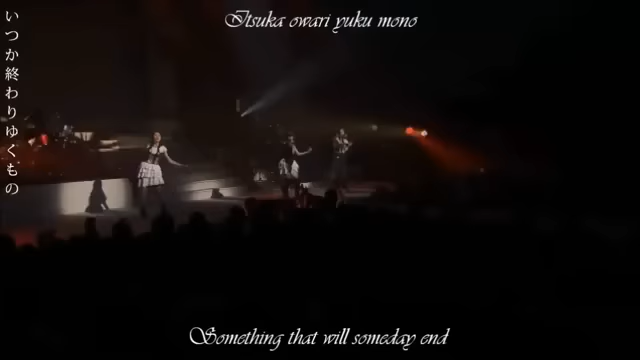 Itsuka owari yuku mono
いつか終わりゆくもの
Something that will someday end